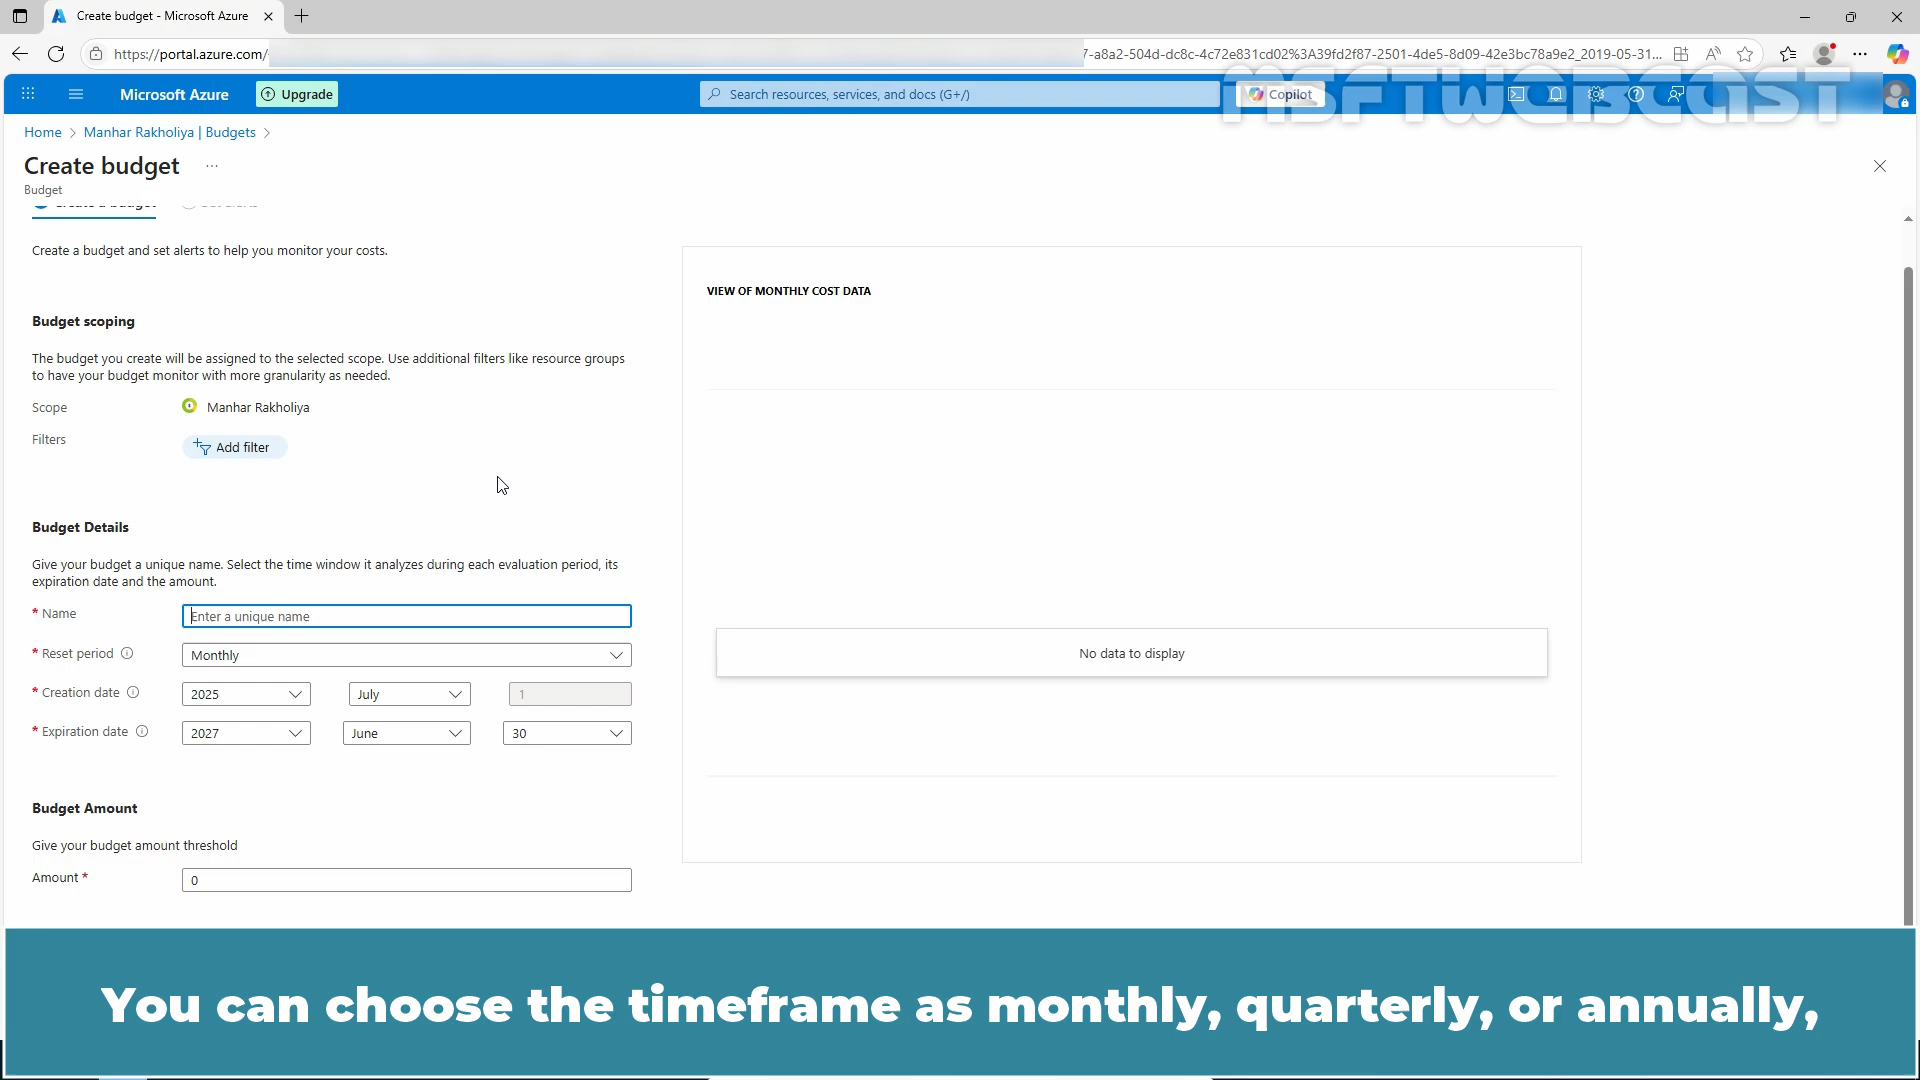 Create budget - Microsoft Azure
https://portal.azure.com/ 7-a8a2-504d-dc8c-4c72e831cd02%3A39fd2f87-2501-4de5-8d09-42e3bc78a9e2_2019-05-31...
MSFTWEBCAST
Microsoft Azure Upgrade Search resources, services, and docs (G+/) Copilot
Home > Manhar Rakholiya | Budgets >
Create budget ...
Budget
Create a budget Set alerts
Create a budget and set alerts to help you monitor your costs.
Budget scoping
The budget you create will be assigned to the selected scope. Use additional filters like resource groups
to have your budget monitor with more granularity as needed.
Scope Manhar Rakholiya
Filters Add filter
Budget Details
Give your budget a unique name. Select the time window it analyzes during each evaluation period, its
expiration date and the amount.
* Name Enter a unique name
* Reset period Monthly
* Creation date 2025 July 1
* Expiration date 2027 June 30
Budget Amount
Give your budget amount threshold
Amount * 0
VIEW OF MONTHLY COST DATA
No data to display
You can choose the timeframe as monthly, quarterly, or annually,